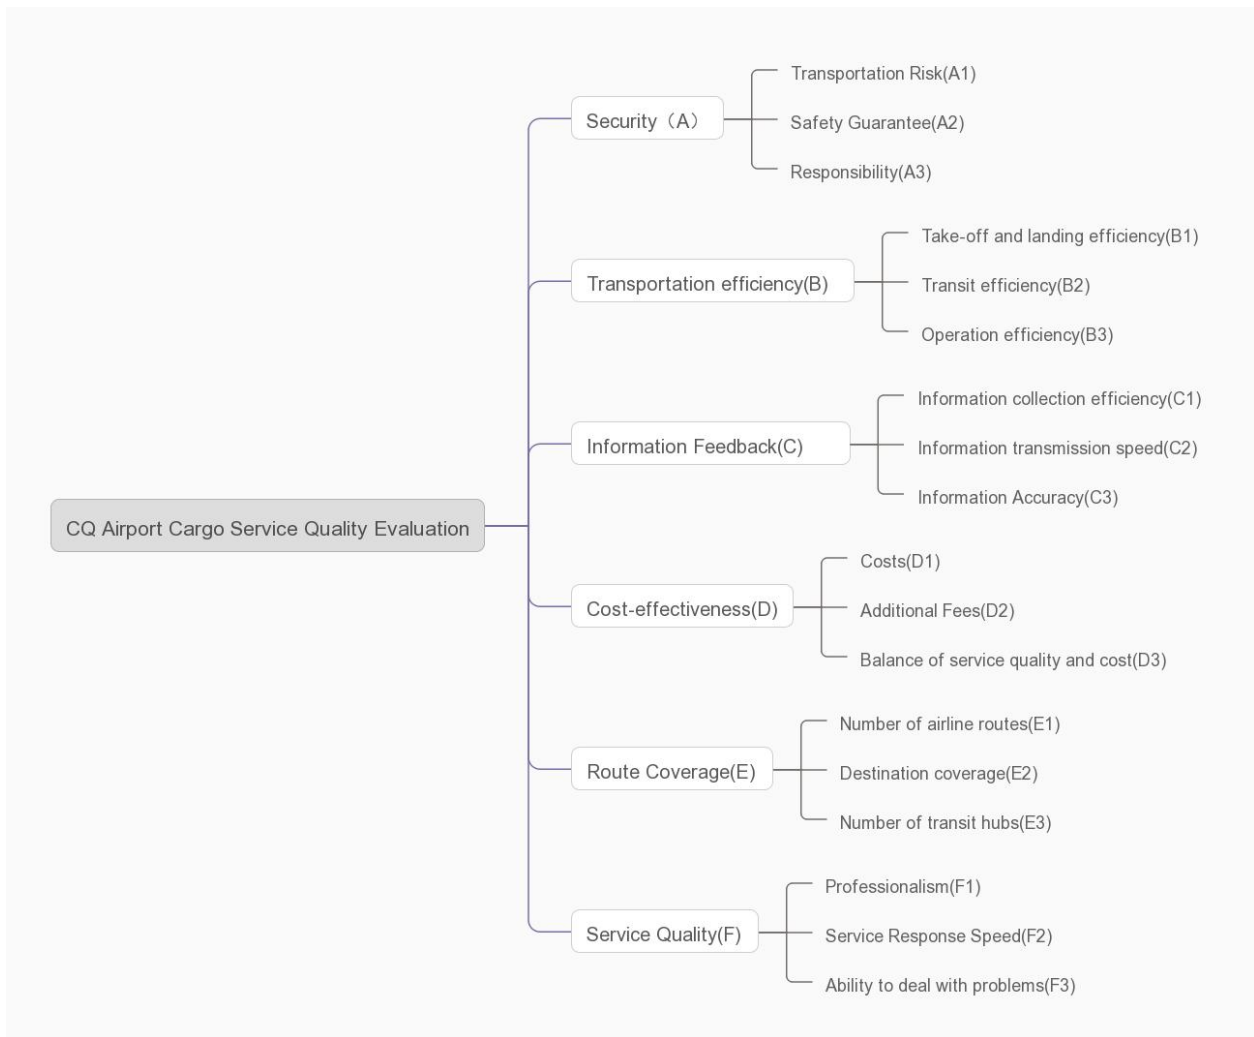 CQ Airport Cargo Service Quality Evaluation
Security（A）
Transportation Risk(A1)
Safety Guarantee(A2)
Responsibility(A3)
Transportation efficiency(B)
Take-off and landing efficiency(B1)
Transit efficiency(B2)
Operation efficiency(B3)
Information Feedback(C)
Information collection efficiency(C1)
Information transmission speed(C2)
Information Accuracy(C3)
Cost-effectiveness(D)
Costs(D1)
Additional Fees(D2)
Balance of service quality and cost(D3)
Route Coverage(E)
Number of airline routes(E1)
Destination coverage(E2)
Number of transit hubs(E3)
Service Quality(F)
Professionalism(F1)
Service Response Speed(F2)
Ability to deal with problems(F3)